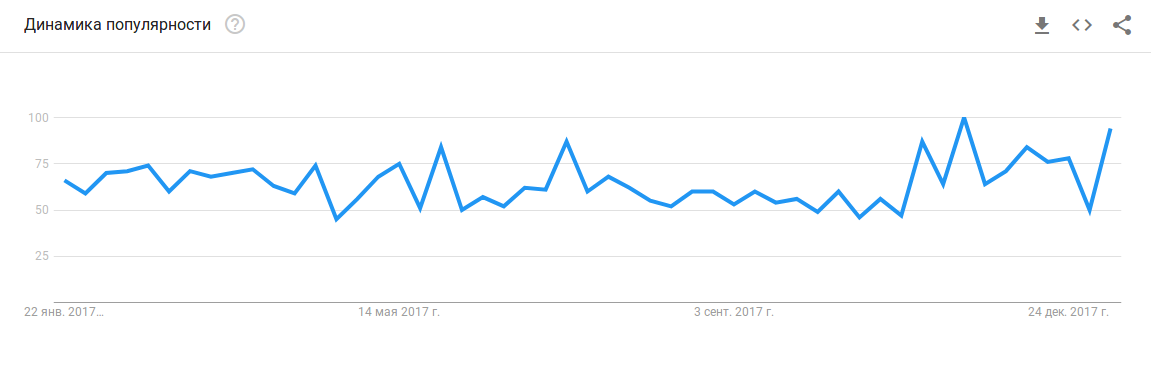 Динамика популярности
100
75
50
25
22 янв. 2017…
14 мая 2017 г.
3 сент. 2017 г.
24 дек. 2017 г.